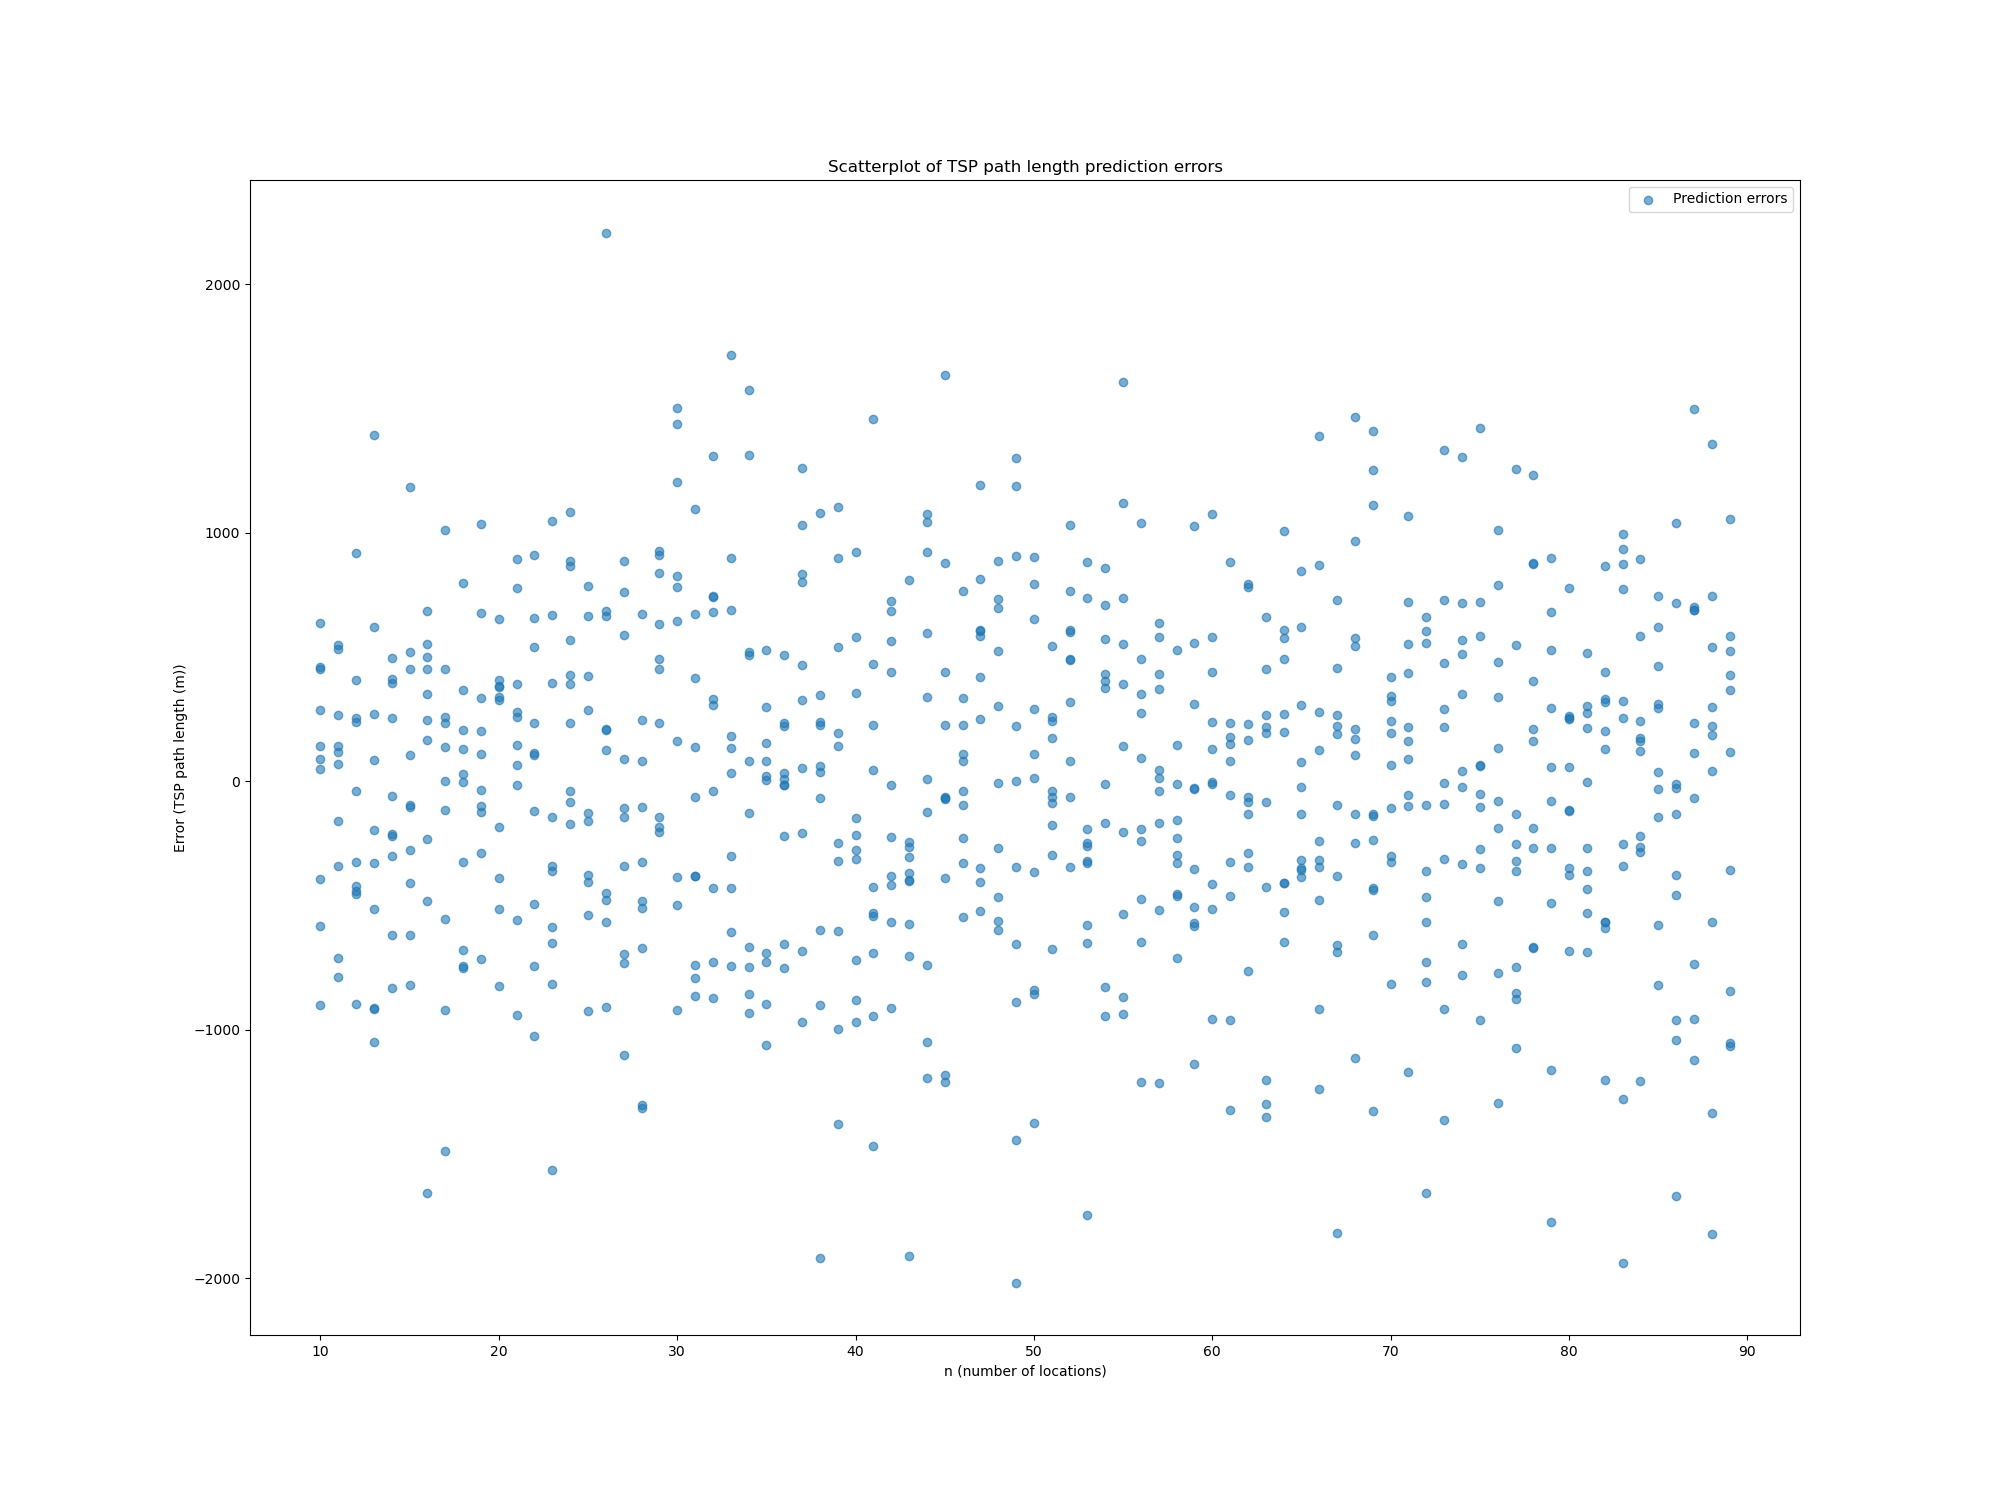 Scatterplot of TSP path length prediction errors
Prediction errors
2000
1000
0
−1000
−2000
Error (TSP path length (m))
10 20 30 40 50 60 70 80 90
n (number of locations)